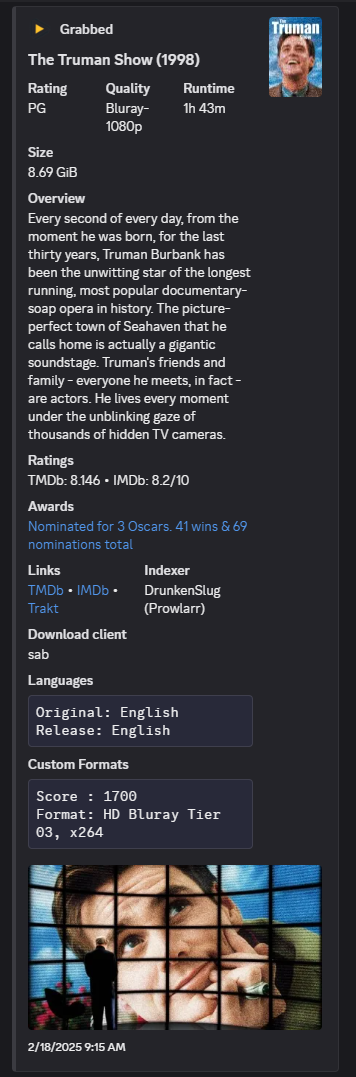 Grabbed
The Truman Show
The Truman Show (1998)
Rating Quality Runtime
PG Bluray- 1h 43m
1080p
Size
8.69 GiB
Overview
Every second of every day, from the
moment he was born, for the last
thirty years, Truman Burbank has
been the unwitting star of the longest
running, most popular documentary-
soap opera in history. The picture-
perfect town of Seahaven that he
calls home is actually a gigantic
soundstage. Truman's friends and
family - everyone he meets, in fact -
are actors. He lives every moment
under the unblinking gaze of
thousands of hidden TV cameras.
Ratings
TMDb: 8.146 • IMDb: 8.2/10
Awards
Nominated for 3 Oscars. 41 wins & 69
nominations total
Links Indexer
TMDb • IMDb • DrunkenSlug
Trakt (Prowlarr)
Download client
sab
Languages
Original: English
Release: English
Custom Formats
Score : 1700
Format: HD Bluray Tier
03, x264
2/18/2025 9:15 AM